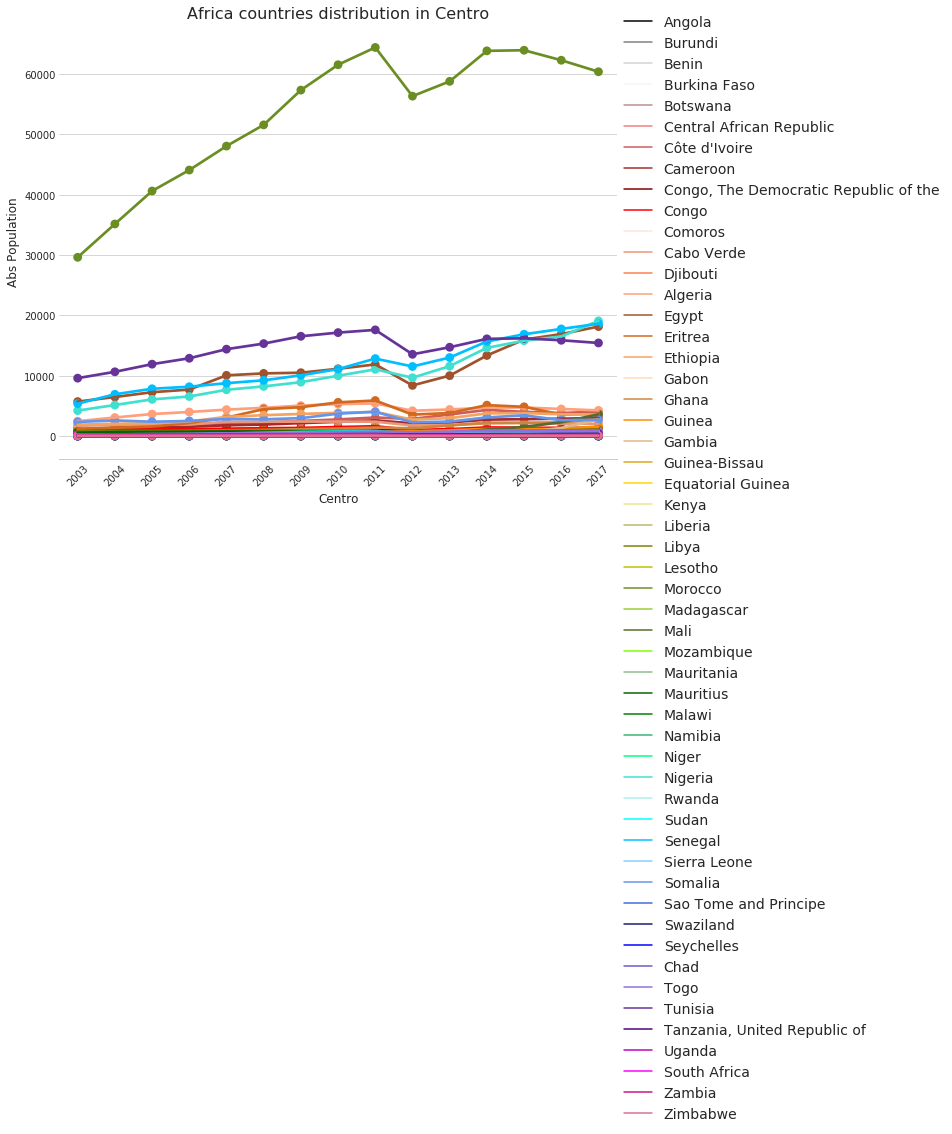 Africa countries distribution in Centro
60000
50000
40000
30000
20000
10000
0
Abs Population
2003
2004
2005
2006
2007
2008
2009
2010
2011
2012
2013
2014
2015
2016
2017
Centro
Angola
Burundi
Benin
Burkina Faso
Botswana
Central African Republic
Côte d'Ivoire
Cameroon
Congo, The Democratic Republic of the
Congo
Comoros
Cabo Verde
Djibouti
Algeria
Egypt
Eritrea
Ethiopia
Gabon
Ghana
Guinea
Gambia
Guinea-Bissau
Equatorial Guinea
Kenya
Liberia
Libya
Lesotho
Morocco
Madagascar
Mali
Mozambique
Mauritania
Mauritius
Malawi
Namibia
Niger
Nigeria
Rwanda
Sudan
Senegal
Sierra Leone
Somalia
Sao Tome and Principe
Swaziland
Seychelles
Chad
Togo
Tunisia
Tanzania, United Republic of
Uganda
South Africa
Zambia
Zimbabwe